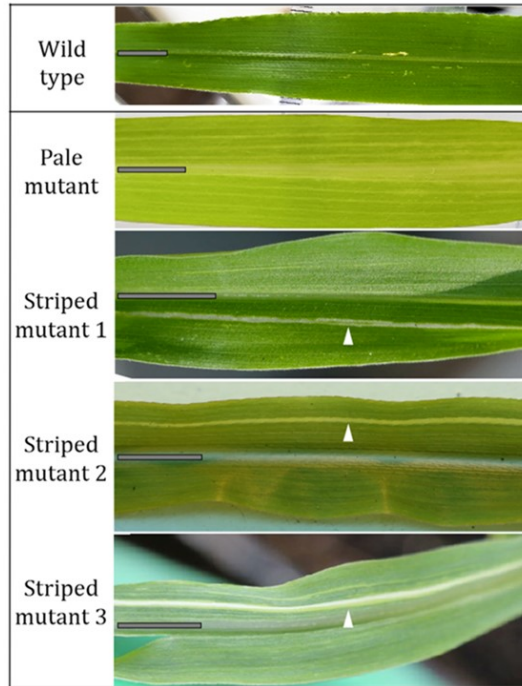 Wild
type
Pale
mutant
Striped
mutant 1
Striped
mutant 2
Striped
mutant 3